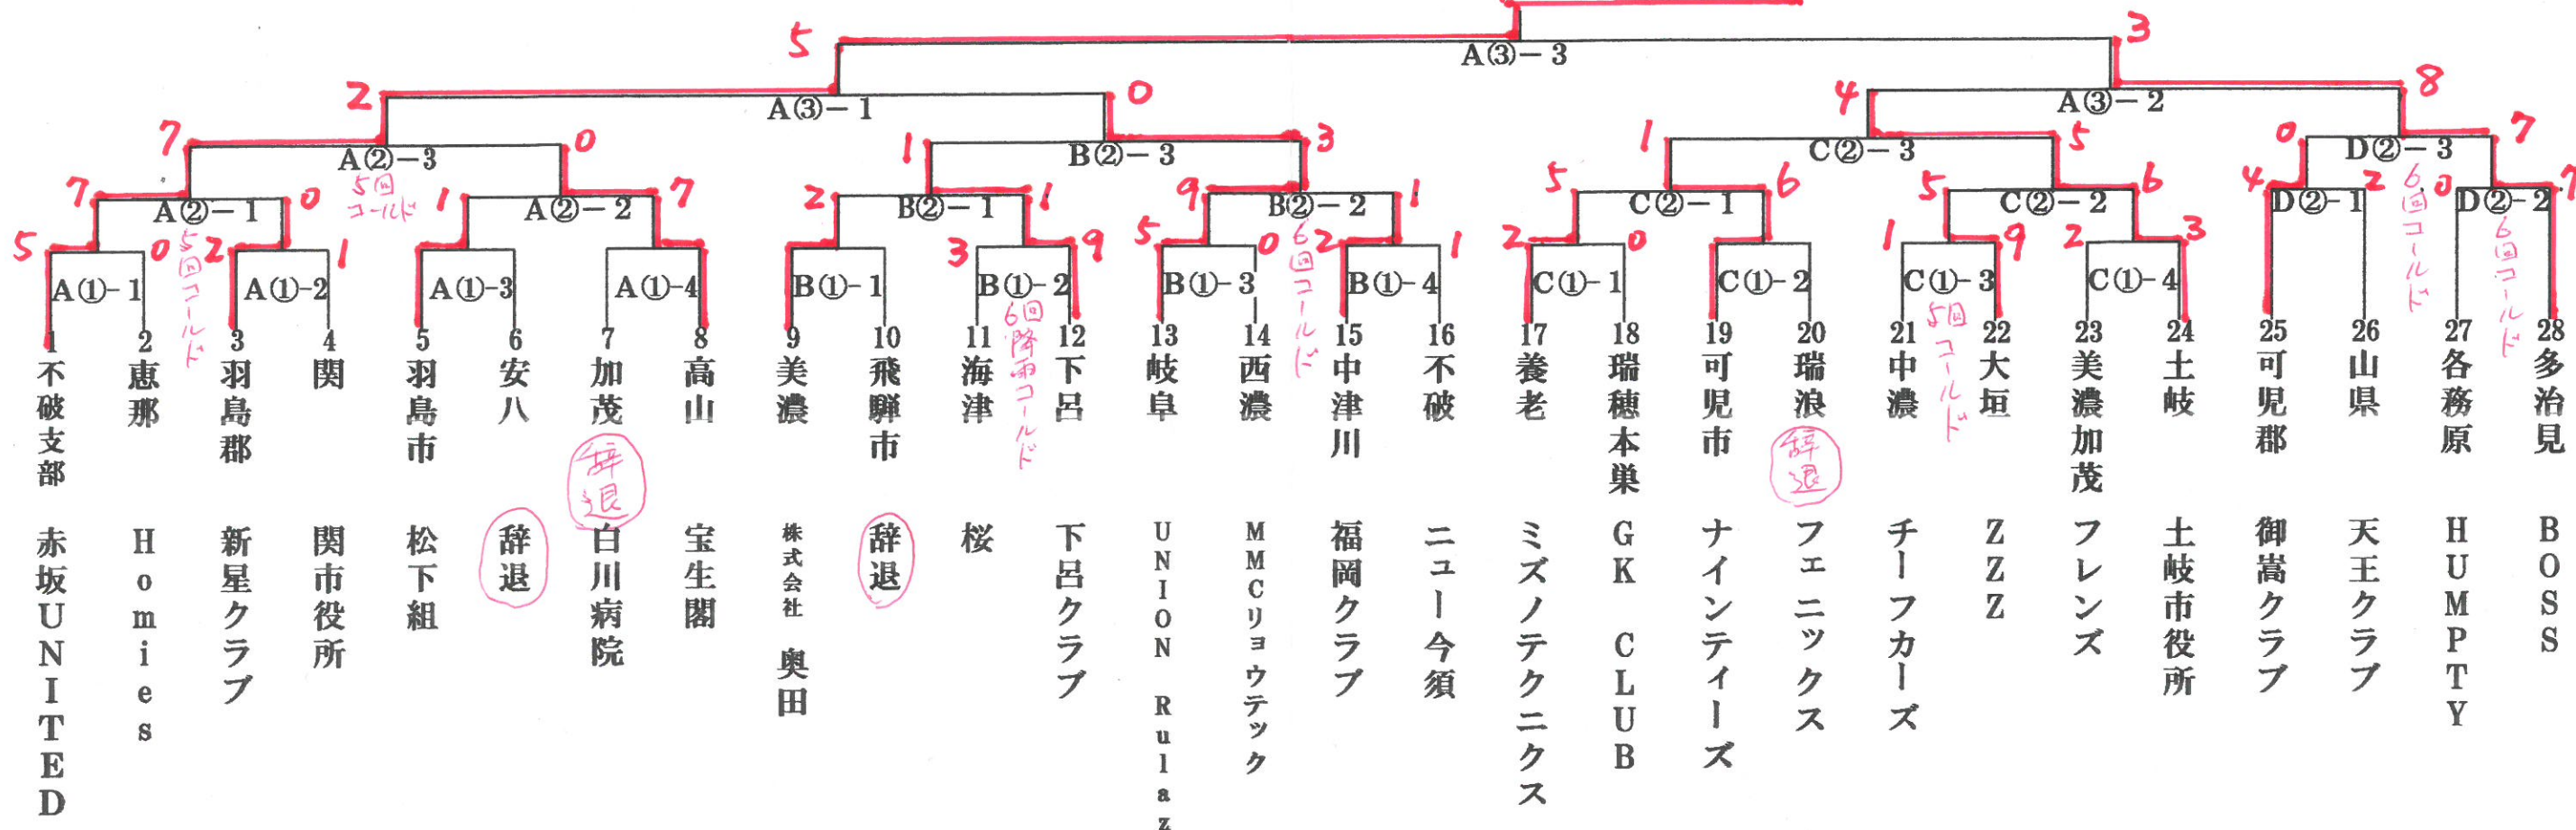 5 3
A③－3
2 0 4 8
A③－1 A③－2
7 0 1 3 1 5 0 7
A②－3 B②－3 C②－3 D②－3
5回コールド 6回コールド
7 0 1 7 2 1 9 1 5 6 5 6 4 2 0 7
A②－1 A②－2 B②－1 B②－2 C②－1 C②－2 D②－1 D②－2
5回コールド 6回コールド 6回コールド
5 0 2 1 3 9 5 0 2 1 2 0 1 9 2 3
A①－1 A①－2 A①－3 A①－4 B①－1 B①－2 B①－3 B①－4 C①－1 C①－2 C①－3 C①－4
6回降雨コールド 5回コールド
1 不破支部 赤坂UNITED
2 恵那 Homies
3 羽島郡 新星クラブ
4 関 関市役所
5 羽島市 松下組
6 安八 辞退
7 加茂 辞退 白川病院
8 高山 宝生閣
9 美濃 株式会社 奥田
10 飛騨市 辞退
11 海津 桜
12 下呂 下呂クラブ
13 岐阜 UNION Rulaz
14 西濃 MMCリョウテック
15 中津川 福岡クラブ
16 不破 ニュー今須
17 養老 ミズノテクニクス
18 瑞穂本巣 GK CLUB
19 可児市 ナインティーズ
20 瑞浪 辞退 フェニックス
21 中濃 チーフカーズ
22 大垣 ZZZ
23 美濃加茂 フレンズ
24 土岐 土岐市役所
25 可児郡 御嵩クラブ
26 山県 天王クラブ
27 各務原 HUMPTY
28 多治見 BOSS